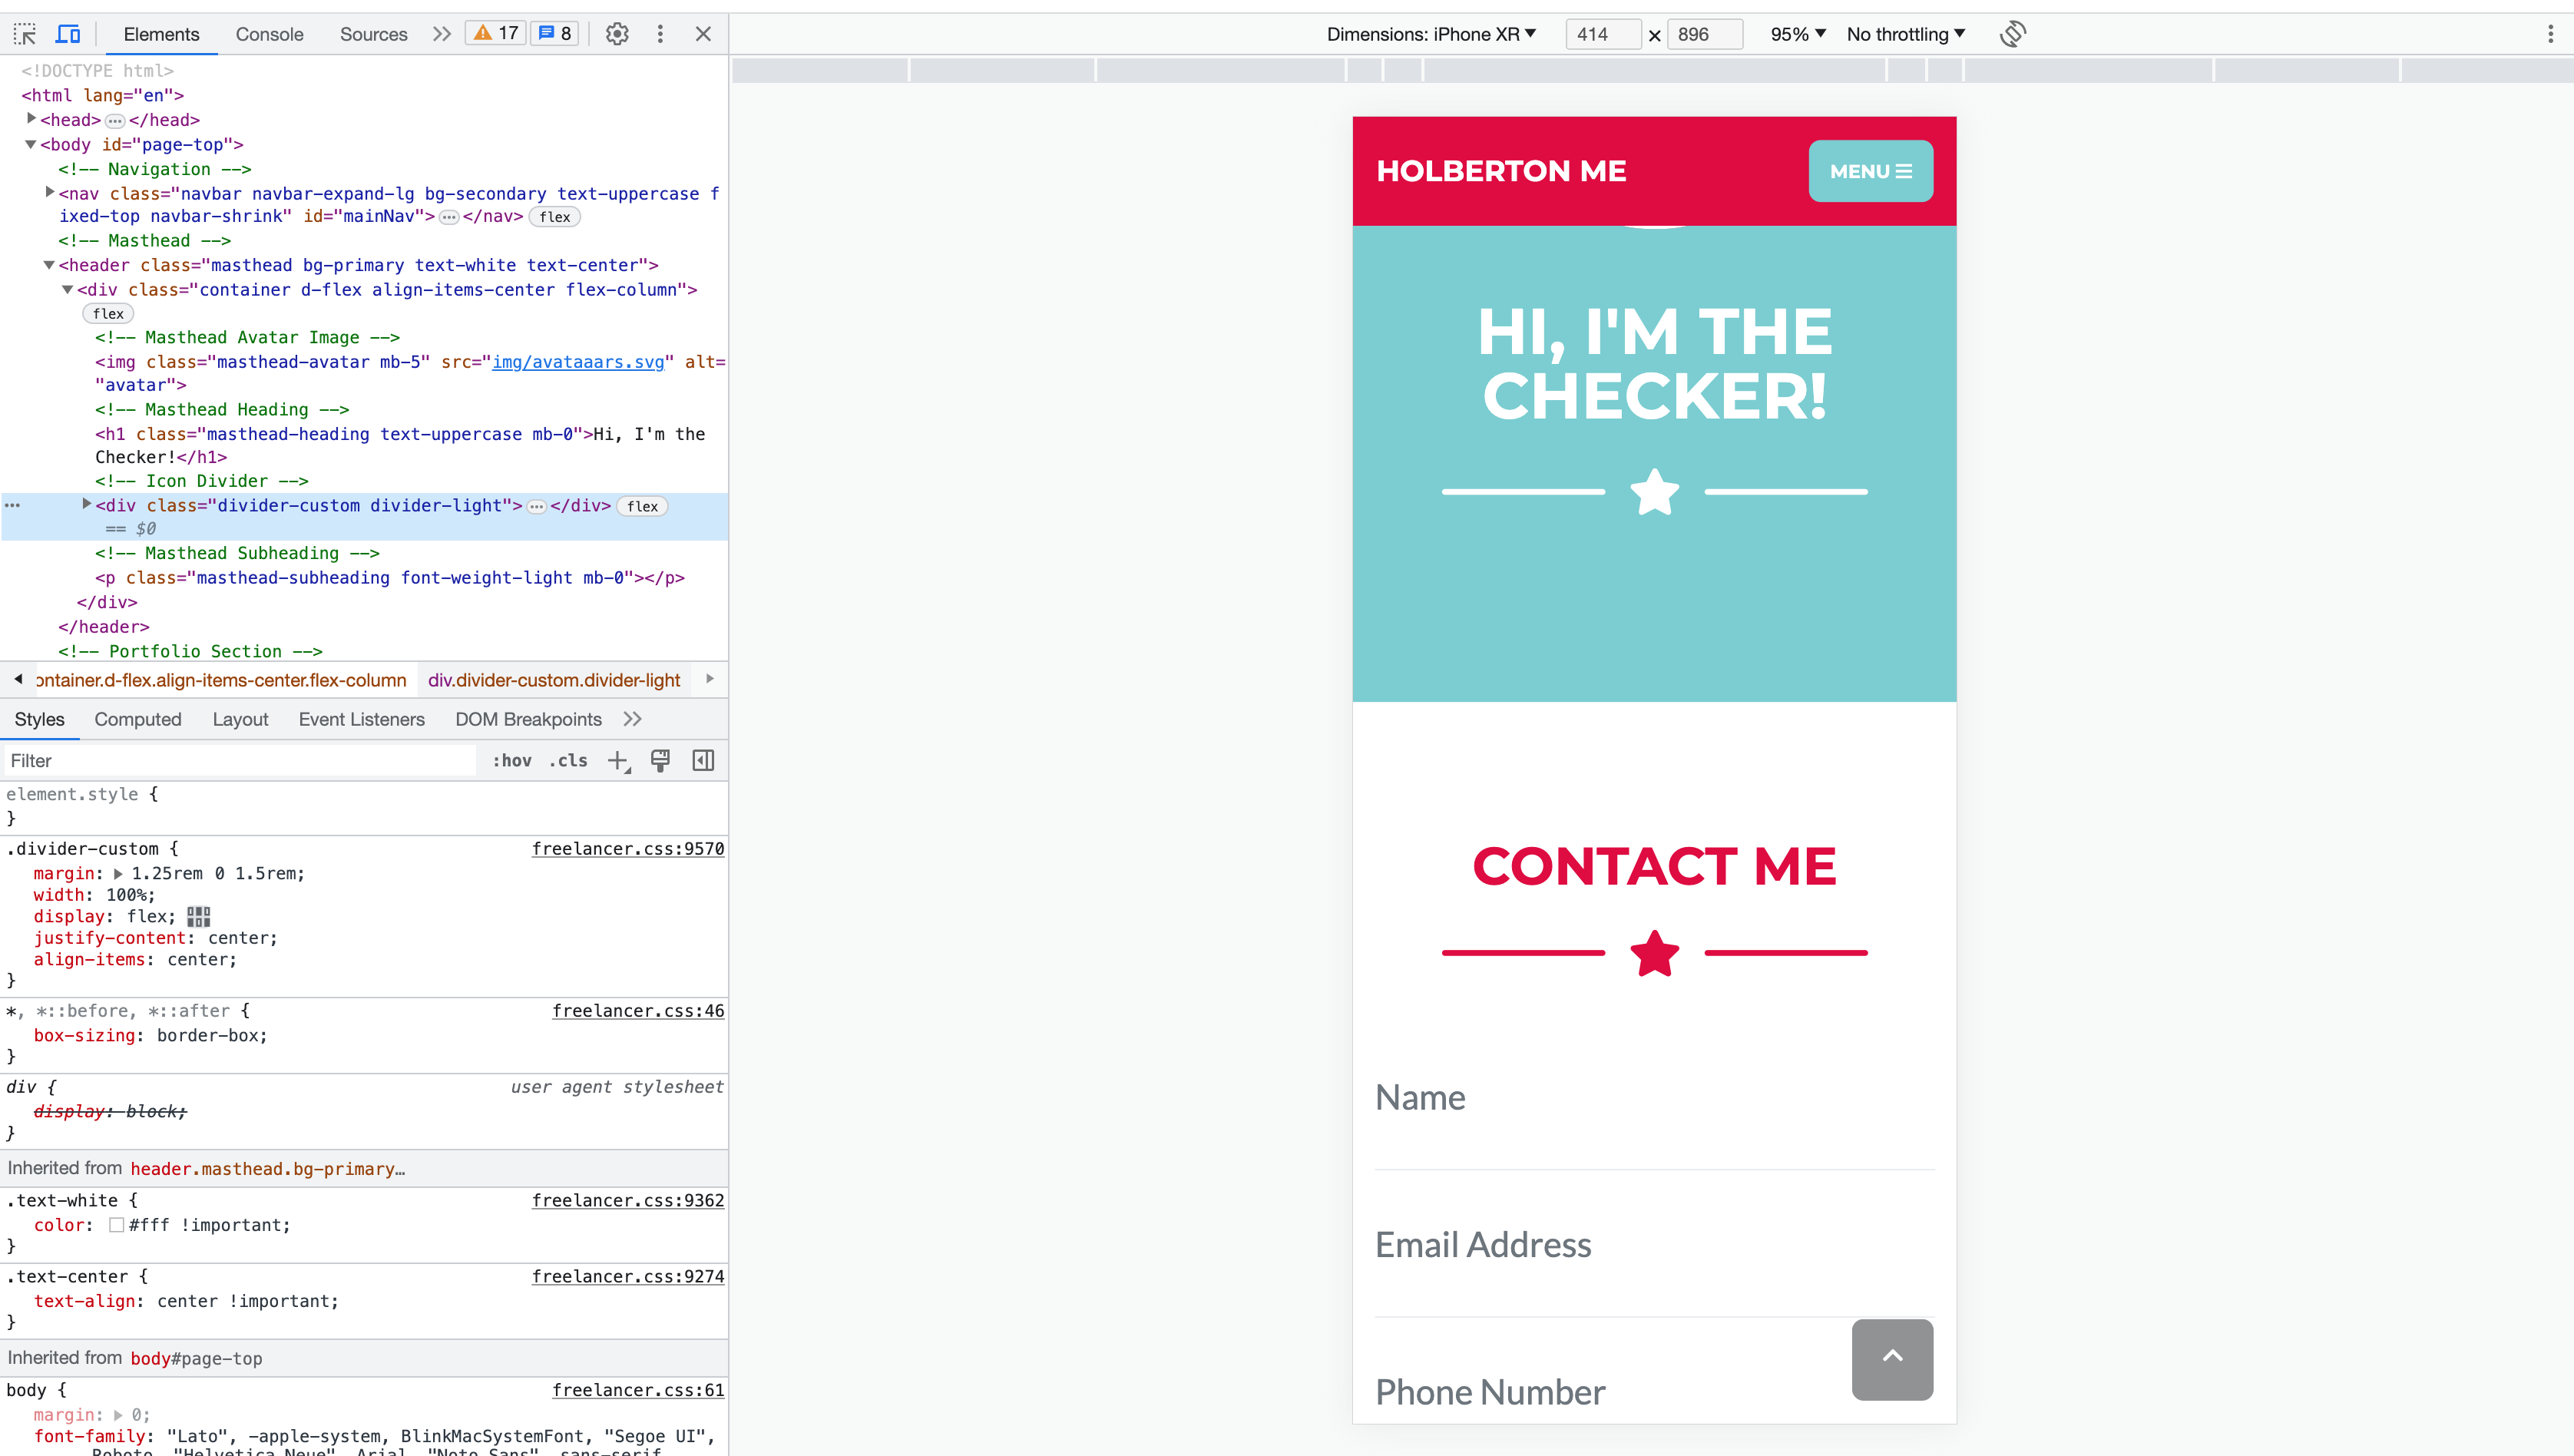 Elements Console Sources 17 8
<!DOCTYPE html>
<html lang="en">
<head> </head>
<body id="page-top">
<!-- Navigation -->
<nav class="navbar navbar-expand-lg bg-secondary text-uppercase f
ixed-top navbar-shrink" id="mainNav"> </nav> flex
<!-- Masthead -->
<header class="masthead bg-primary text-white text-center">
<div class="container d-flex align-items-center flex-column">
flex
<!-- Masthead Avatar Image -->
<img class="masthead-avatar mb-5" src="img/avataaars.svg" alt=
"avatar">
<!-- Masthead Heading -->
<h1 class="masthead-heading text-uppercase mb-0">Hi, I'm the
Checker!</h1>
<!-- Icon Divider -->
<div class="divider-custom divider-light"> </div> flex
== $0
<!-- Masthead Subheading -->
<p class="masthead-subheading font-weight-light mb-0"></p>
</div>
</header>
<!-- Portfolio Section -->
ontainer.d-flex.align-items-center.flex-column div.divider-custom.divider-light
Styles Computed Layout Event Listeners DOM Breakpoints
Filter :hov .cls
element.style {
}
.divider-custom { freelancer.css:9570
margin: 1.25rem 0 1.5rem;
width: 100%;
display: flex;
justify-content: center;
align-items: center;
}
*, *::before, *::after { freelancer.css:46
box-sizing: border-box;
}
div { user agent stylesheet
display: block;
}
Inherited from header.masthead.bg-primary…
.text-white { freelancer.css:9362
color: #fff !important;
}
.text-center { freelancer.css:9274
text-align: center !important;
}
Inherited from body#page-top
body { freelancer.css:61
margin: 0;
font-family: "Lato", -apple-system, BlinkMacSystemFont, "Segoe UI",
Roboto, "Helvetica Neue", Arial, "Noto Sans", sans-serif,
Dimensions: iPhone XR 414 × 896 95% No throttling
HOLBERTON ME MENU
HI, I'M THE
CHECKER!
CONTACT ME
Name
Email Address
Phone Number